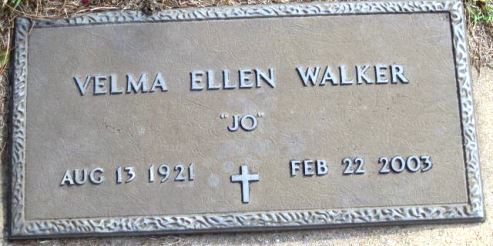 VELMA ELLEN WALKER
"JO"
AUG 13 1921 FEB 22 2003